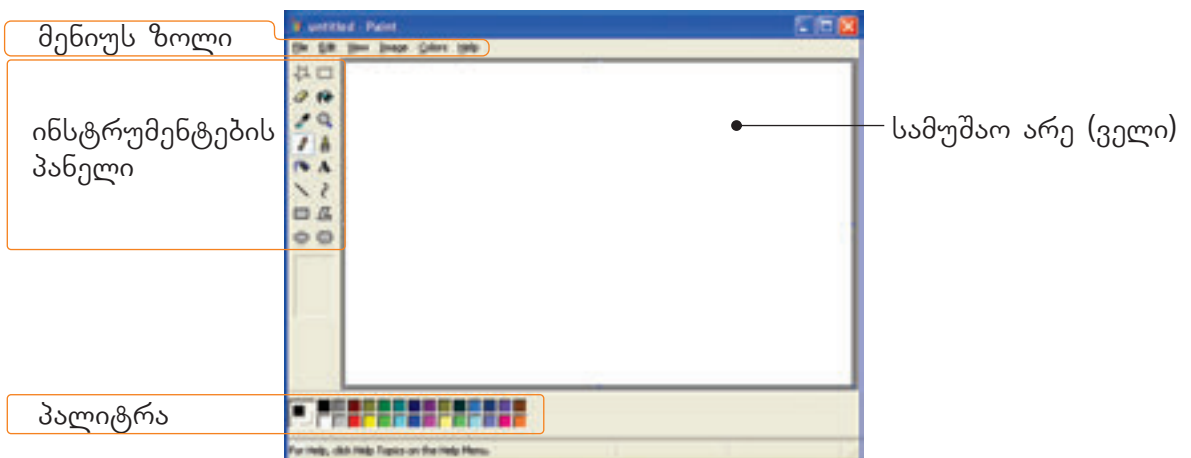 untitled - Paint
მენიუს ზოლი
File Edit View Image Colors Help
ინსტრუმენტების
პანელი
A
სამუშაო არე (ველი)
პალიტრა
For Help, click Help Topics on the Help Menu.